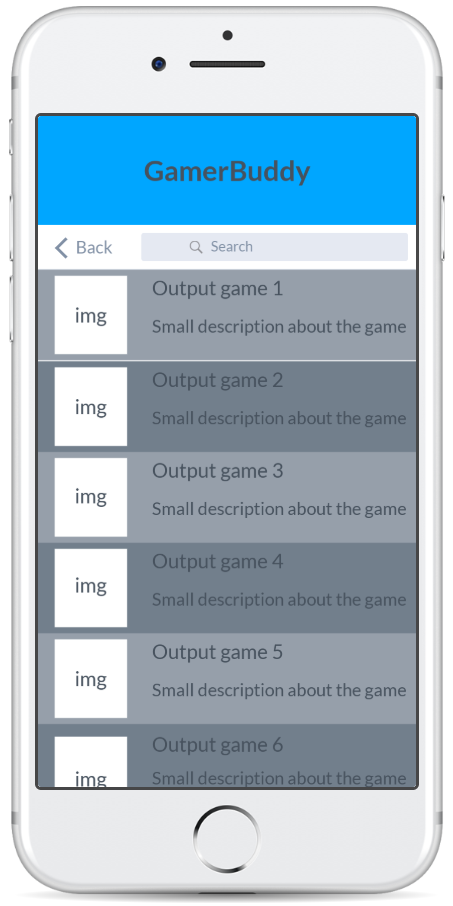 GamerBuddy
Back
Search
Output game 1
img
Small description about the game
Output game 2
img
Small description about the game
Output game 3
img
Small description about the game
Output game 4
img
Small description about the game
Output game 5
img
Small description about the game
Output game 6
img
Small description about the game